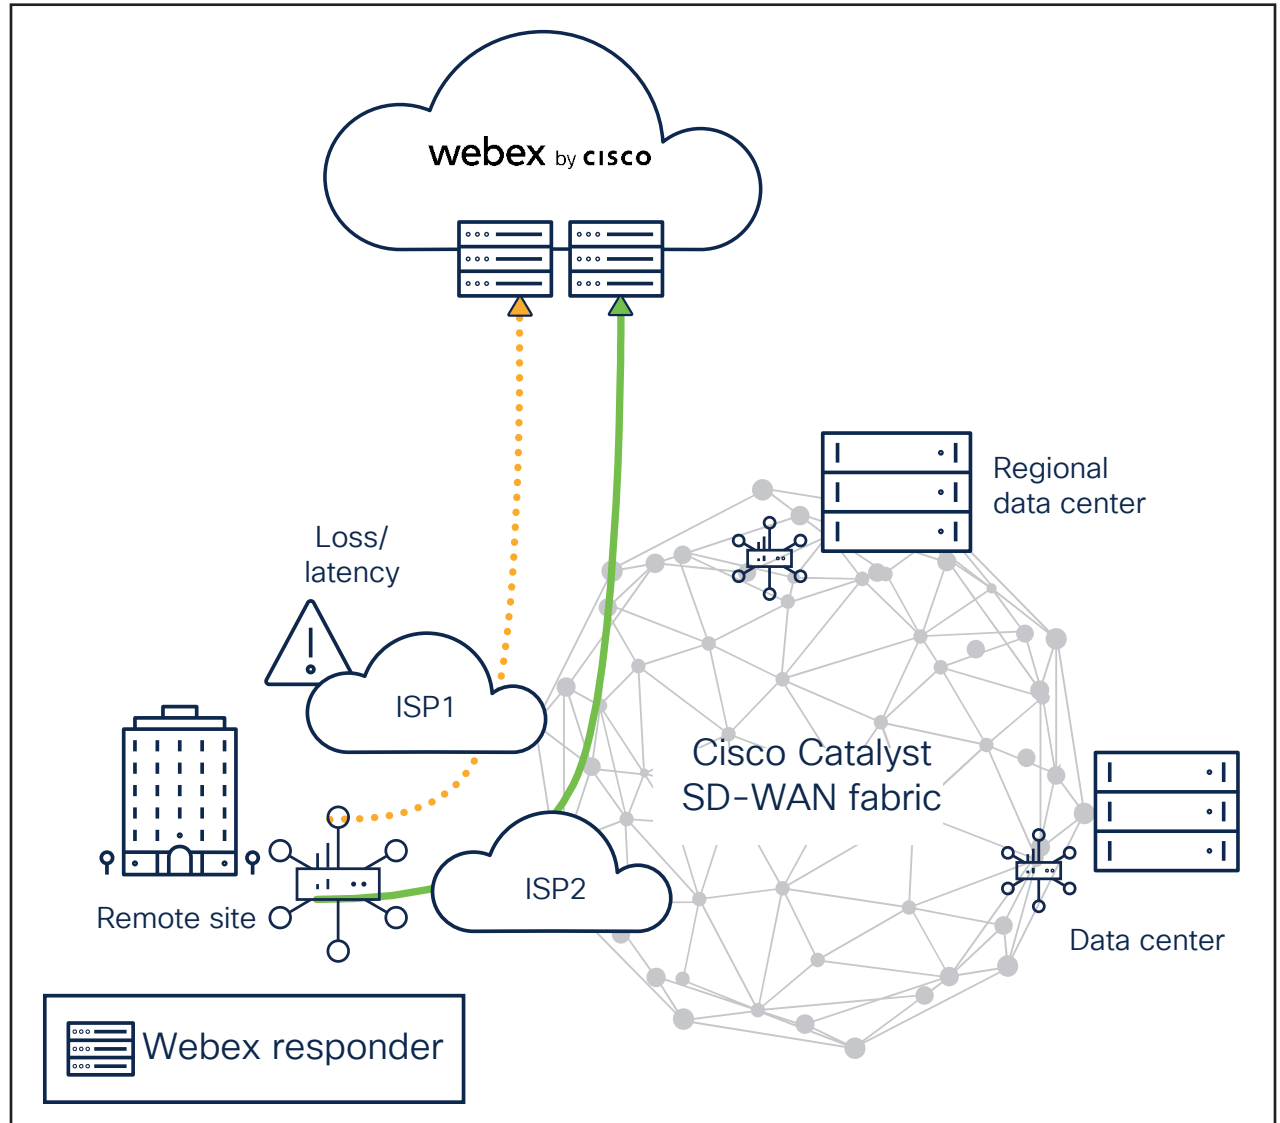 webex by CISCO
Regional
data center
Loss/
latency
ISP1
Cisco Catalyst
SD-WAN fabric
ISP2
Remote site
Data center
Webex responder